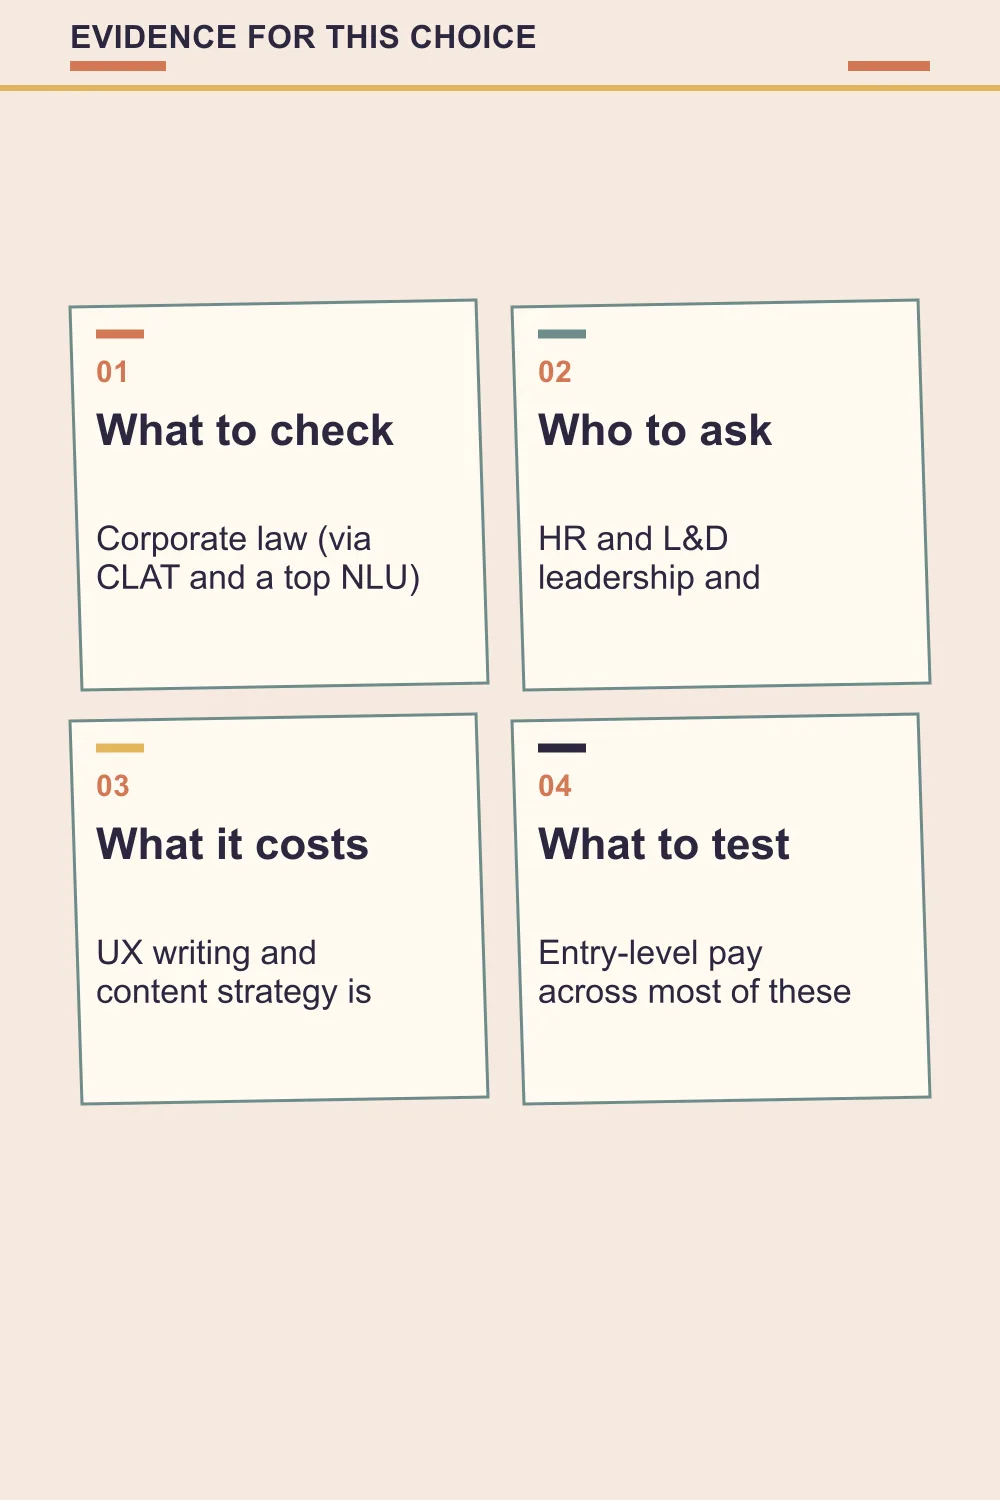 EVIDENCE FOR THIS CHOICE
01
What to check
Corporate law (via
CLAT and a top NLU)
02
Who to ask
HR and L&D
leadership and
03
What it costs
UX writing and
content strategy is
04
What to test
Entry-level pay
across most of these